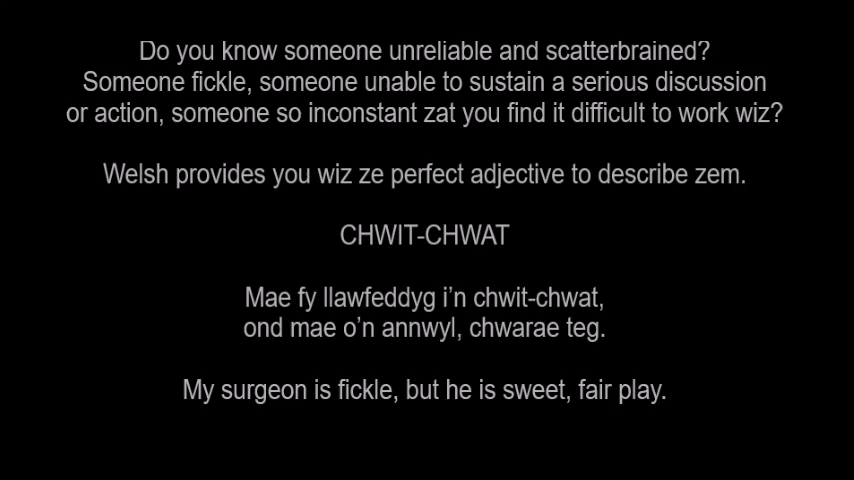 Do you know someone unreliable and scatterbrained?
Someone fickle, someone unable to sustain a serious discussion
or action, someone so inconstant zat you find it difficult to work wiz?
Welsh provides you wiz ze perfect adjective to describe zem.
CHWIT-CHWAT
Mae fy llawfeddyg i’n chwit-chwat,
ond mae o’n annwyl, chwarae teg.
My surgeon is fickle, but he is sweet, fair play.